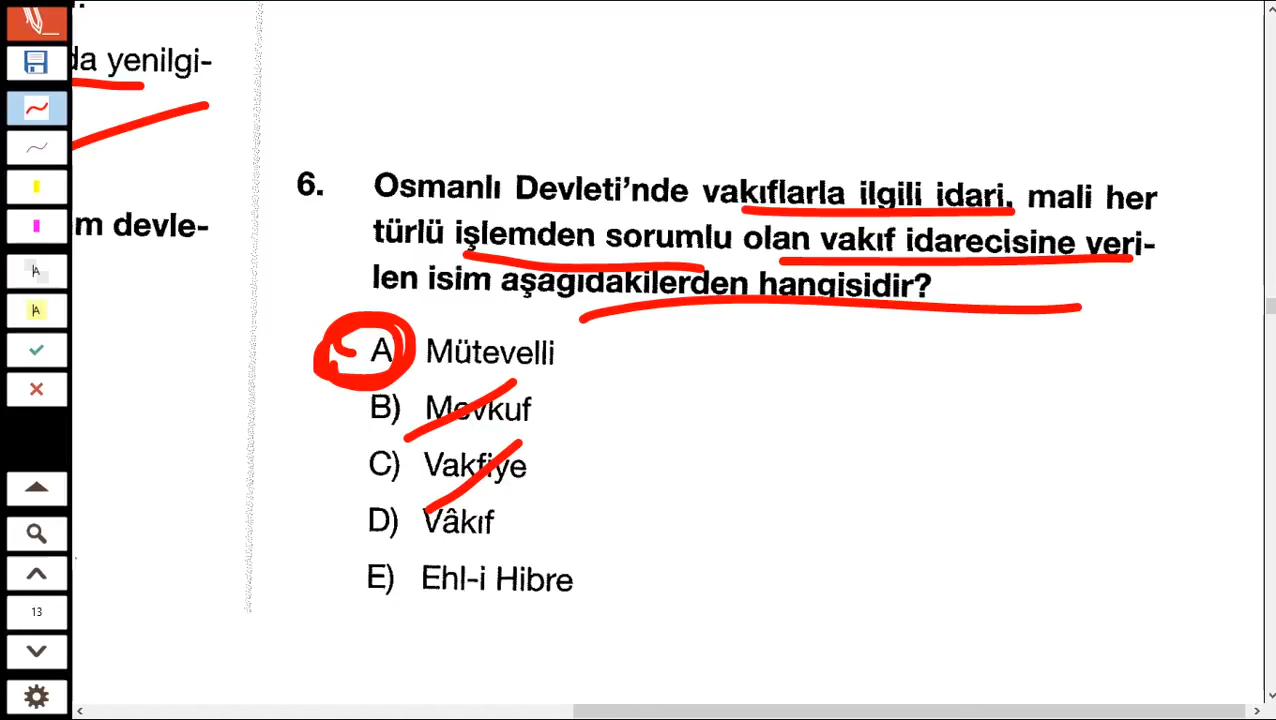 da yenilgi-
m devle-
6. Osmanlı Devleti’nde vakıflarla ilgili idari, mali her
türlü işlemden sorumlu olan vakıf idarecisine veri-
len isim aşağıdakilerden hangisidir?
A) Mütevelli
B) Mevkuf
C) Vakfiye
D) Vâkıf
E) Ehl-i Hibre
13